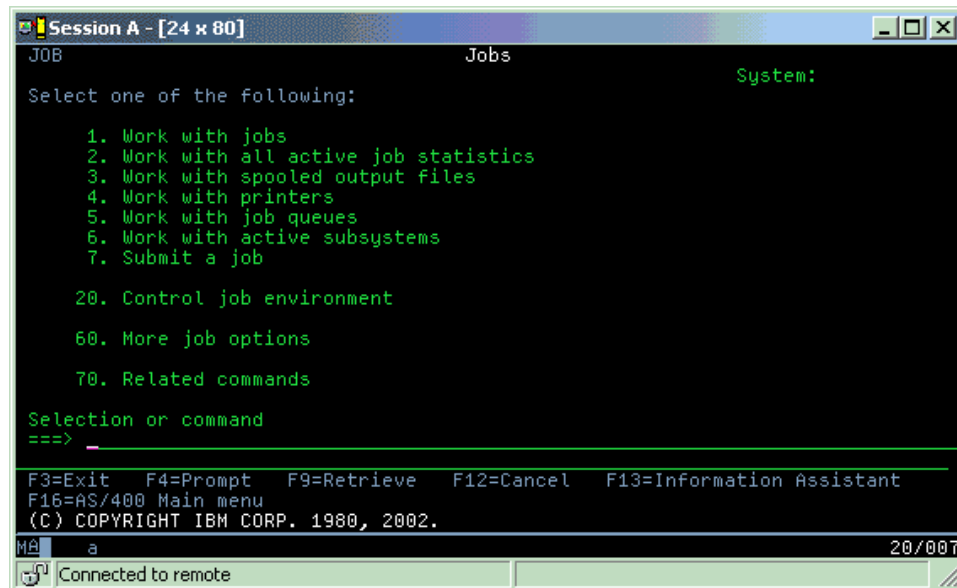 Session A - [24 x 80]
JOB Jobs
System:
Select one of the following:
1. Work with jobs
2. Work with all active job statistics
3. Work with spooled output files
4. Work with printers
5. Work with job queues
6. Work with active subsystems
7. Submit a job
20. Control job environment
60. More job options
70. Related commands
Selection or command
===> _
F3=Exit F4=Prompt F9=Retrieve F12=Cancel F13=Information Assistant
F16=AS/400 Main menu
(C) COPYRIGHT IBM CORP. 1980, 2002.
MA a 20/007
Connected to remote